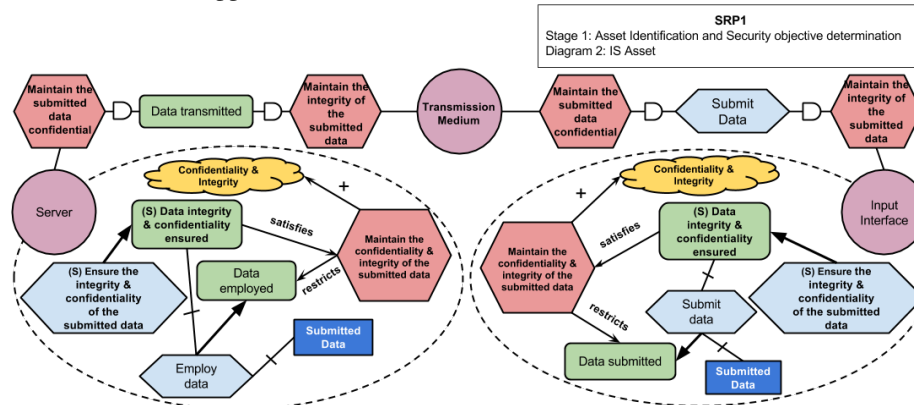 SRP1
Stage 1: Asset Identification and Security objective determination
Diagram 2: IS Asset
Maintain the
submitted
data
confidential
Data transmitted
Maintain the
integrity of
the
submitted
data
Transmission
Medium
Maintain the
submitted
data
confidential
Submit
Data
Maintain the
integrity of
the
submitted
data
Server
Confidentiality &
Integrity
+
(S) Data integrity
& confidentiality
ensured
satisfies
Maintain the
confidentiality &
integrity of the
submitted data
restricts
Data
employed
(S) Ensure the
integrity &
confidentiality
of the
submitted data
Employ
data
Submitted
Data
Confidentiality &
Integrity
+
(S) Data
integrity &
confidentiality
ensured
satisfies
Maintain the
confidentiality &
integrity of the
submitted data
restricts
Input
Interface
(S) Ensure the
integrity &
confidentiality
of the submitted
data
Submit
data
Data submitted
Submitted
Data